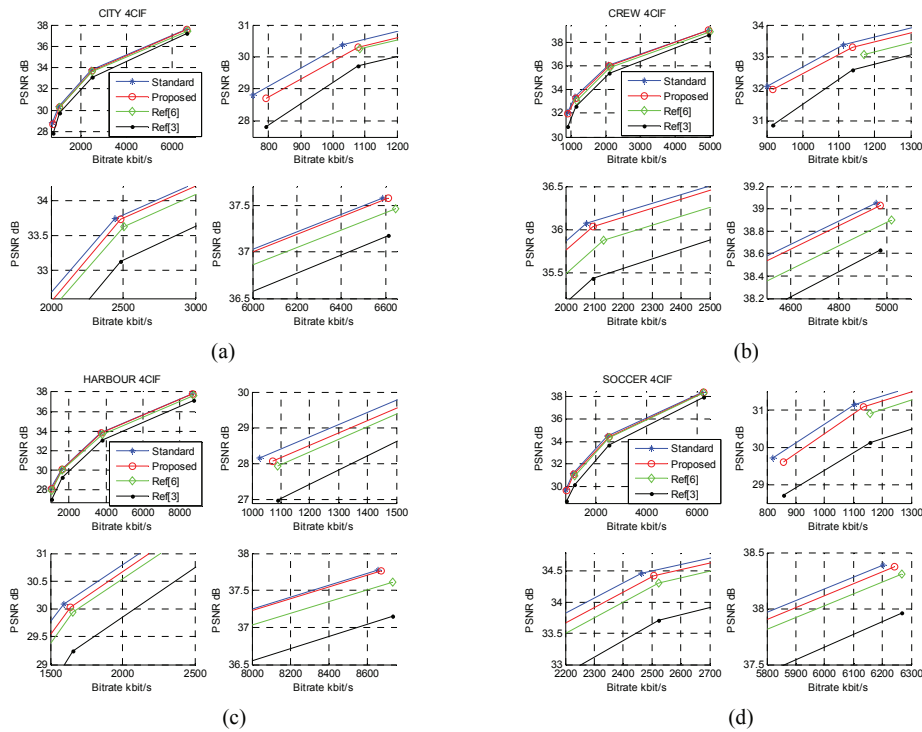 CITY 4CIF
38
36
34
32
30
28
PSNR dB
2000
4000
6000
Bitrate kbit/s
Standard
Proposed
Ref[6]
Ref[3]
31
30
29
28
PSNR dB
800
900
1000
1100
1200
Bitrate kbit/s
34
33.5
33
PSNR dB
2000
2500
3000
Bitrate kbit/s
37.5
37
36.5
PSNR dB
6000
6200
6400
6600
Bitrate kbit/s
(a)
CREW 4CIF
38
36
34
32
30
PSNR dB
1000
2000
3000
4000
5000
Bitrate kbit/s
Standard
Proposed
Ref[6]
Ref[3]
34
33
32
31
30
PSNR dB
900
1000
1100
1200
1300
Bitrate kbit/s
36.5
36
35.5
PSNR dB
2000
2100
2200
2300
2400
2500
Bitrate kbit/s
39.2
39
38.8
38.6
38.4
38.2
PSNR dB
4600
4800
5000
Bitrate kbit/s
(b)
HARBOUR 4CIF
38
36
34
32
30
28
PSNR dB
2000
4000
6000
8000
Bitrate kbit/s
Standard
Proposed
Ref[6]
Ref[3]
30
29
28
27
PSNR dB
1000
1100
1200
1300
1400
1500
Bitrate kbit/s
31
30.5
30
29.5
29
PSNR dB
1500
2000
2500
Bitrate kbit/s
38
37.5
37
36.5
PSNR dB
8000
8200
8400
8600
Bitrate kbit/s
(c)
SOCCER 4CIF
38
36
34
32
30
PSNR dB
2000
4000
6000
Bitrate kbit/s
Standard
Proposed
Ref[6]
Ref[3]
31
30
29
PSNR dB
800
900
1000
1100
1200
1300
Bitrate kbit/s
34.5
34
33.5
33
PSNR dB
2200
2300
2400
2500
2600
2700
Bitrate kbit/s
38.5
38
37.5
PSNR dB
5800
5900
6000
6100
6200
6300
Bitrate kbit/s
(d)